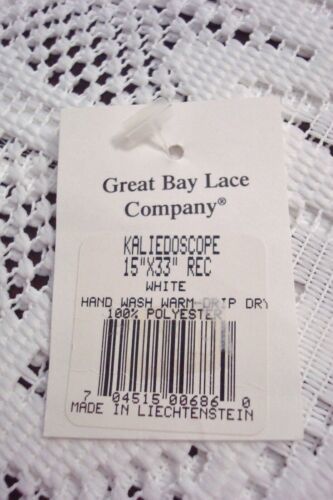 Great Bay Lace
Company®
KALIEDOSCOPE
15"X33" REC
WHITE
HAND WASH WARM-DRIP DRY
100% POLYESTER
7 04515 00686 0
MADE IN LIECHTENSTEIN